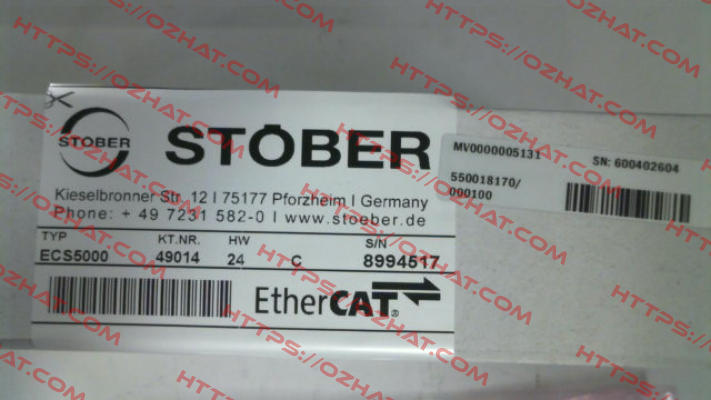 STÖBER
STÖBER
Kieselbronner Str. 12 | 75177 Pforzheim | Germany
Phone: + 49 7231 582-0 | www.stoeber.de
TYP KT.NR. HW S/N
ECS5000 49014 24 C 8994517
EtherCAT®
MV0000005131
SN: 600402604
550018170/
000100
HTTPS://OZHAT.COM